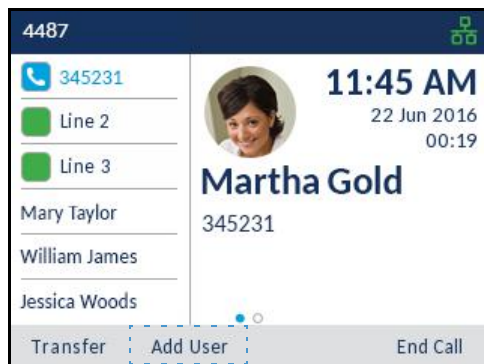 4487
345231
Line 2
Line 3
Mary Taylor
William James
Jessica Woods
11:45 AM
22 Jun 2016
00:19
Martha Gold
345231
Transfer Add User End Call